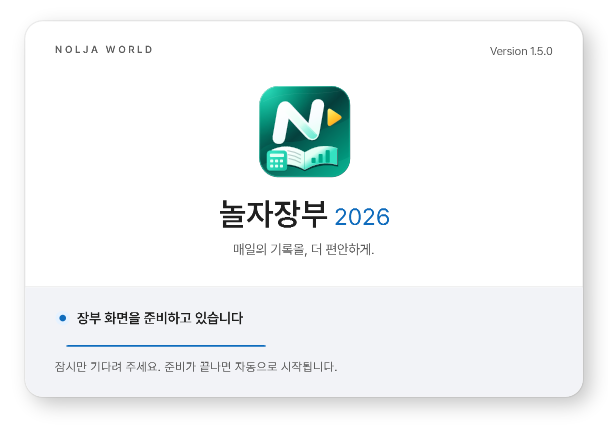 NOLJA WORLD
Version 1.5.0
N
놀자장부 2026
매일의 기록을, 더 편안하게.
장부 화면을 준비하고 있습니다
잠시만 기다려 주세요. 준비가 끝나면 자동으로 시작됩니다.